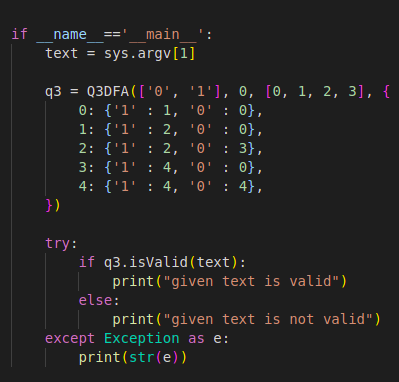 if __name__=='__main__':
    text = sys.argv[1]

    q3 = Q3DFA(['0', '1'], 0, [0, 1, 2, 3], {
        0: {'1' : 1, '0' : 0},
        1: {'1' : 2, '0' : 0},
        2: {'1' : 2, '0' : 3},
        3: {'1' : 4, '0' : 0},
        4: {'1' : 4, '0' : 4},
    })

    try:
        if q3.isValid(text):
            print("given text is valid")
        else:
            print("given text is not valid")
    except Exception as e:
        print(str(e))